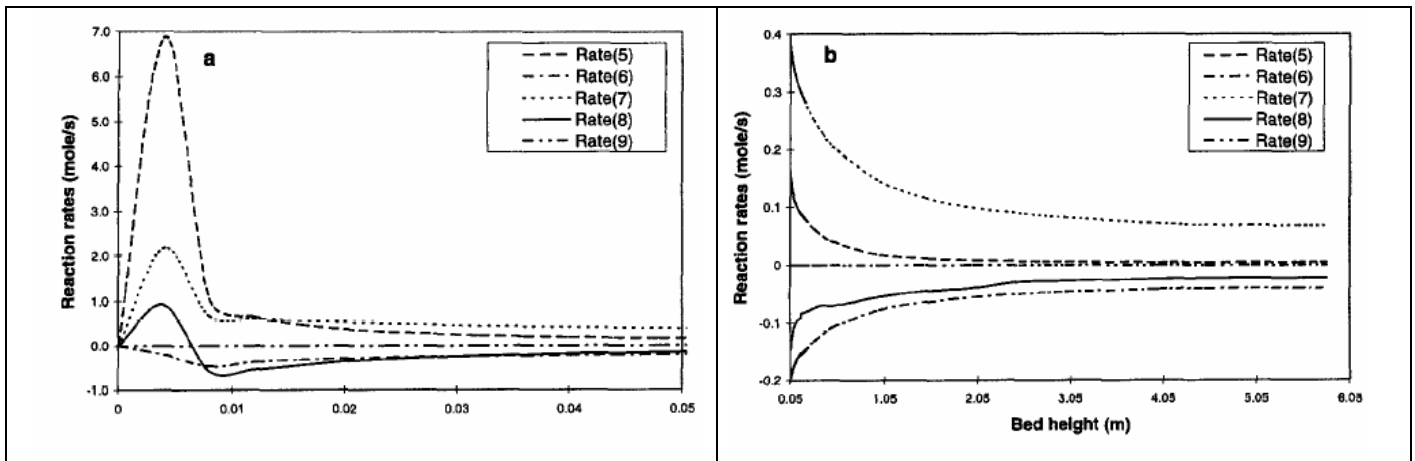 a
Reaction rates (mole/s)
7.0
6.0
5.0
4.0
3.0
2.0
1.0
0.0
-1.0
0
0.01
0.02
0.03
0.04
0.05
Rate(5)
Rate(6)
Rate(7)
Rate(8)
Rate(9)
b
Reaction rates (mole/s)
0.4
0.3
0.2
0.1
0
-0.1
-0.2
0.05
1.05
2.05
3.05
4.05
5.05
6.05
Bed height (m)
Rate(5)
Rate(6)
Rate(7)
Rate(8)
Rate(9)